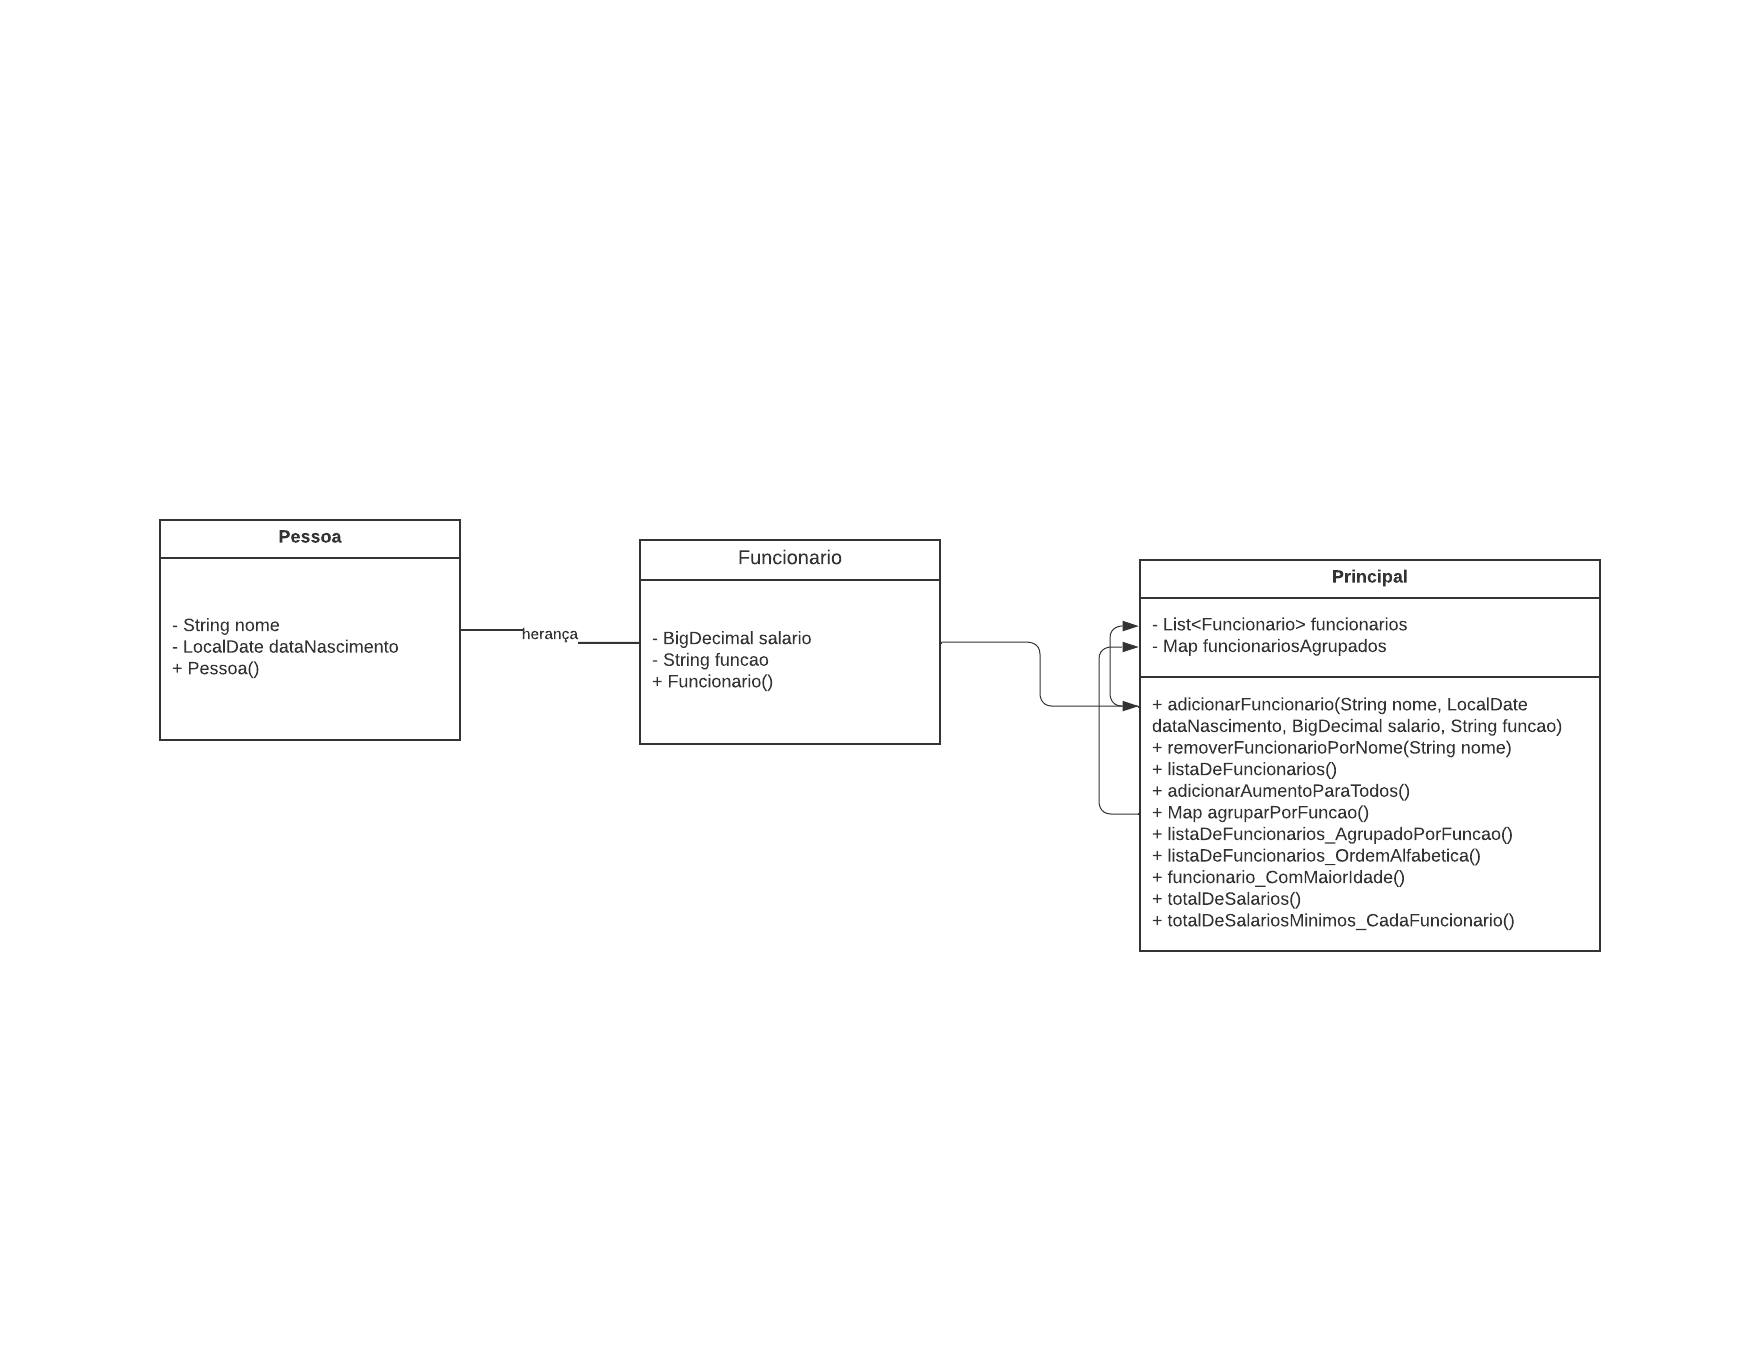 Pessoa
- String nome
- LocalDate dataNascimento
+ Pessoa()
herança
Funcionario
- BigDecimal salario
- String funcao
+ Funcionario()
Principal
- List<Funcionario> funcionarios
- Map funcionariosAgrupados
+ adicionarFuncionario(String nome, LocalDate
dataNascimento, BigDecimal salario, String funcao)
+ removerFuncionarioPorNome(String nome)
+ listaDeFuncionarios()
+ adicionarAumentoParaTodos()
+ Map agruparPorFuncao()
+ listaDeFuncionarios_AgrupadoPorFuncao()
+ listaDeFuncionarios_OrdemAlfabetica()
+ funcionario_ComMaiorIdade()
+ totalDeSalarios()
+ totalDeSalariosMinimos_CadaFuncionario()